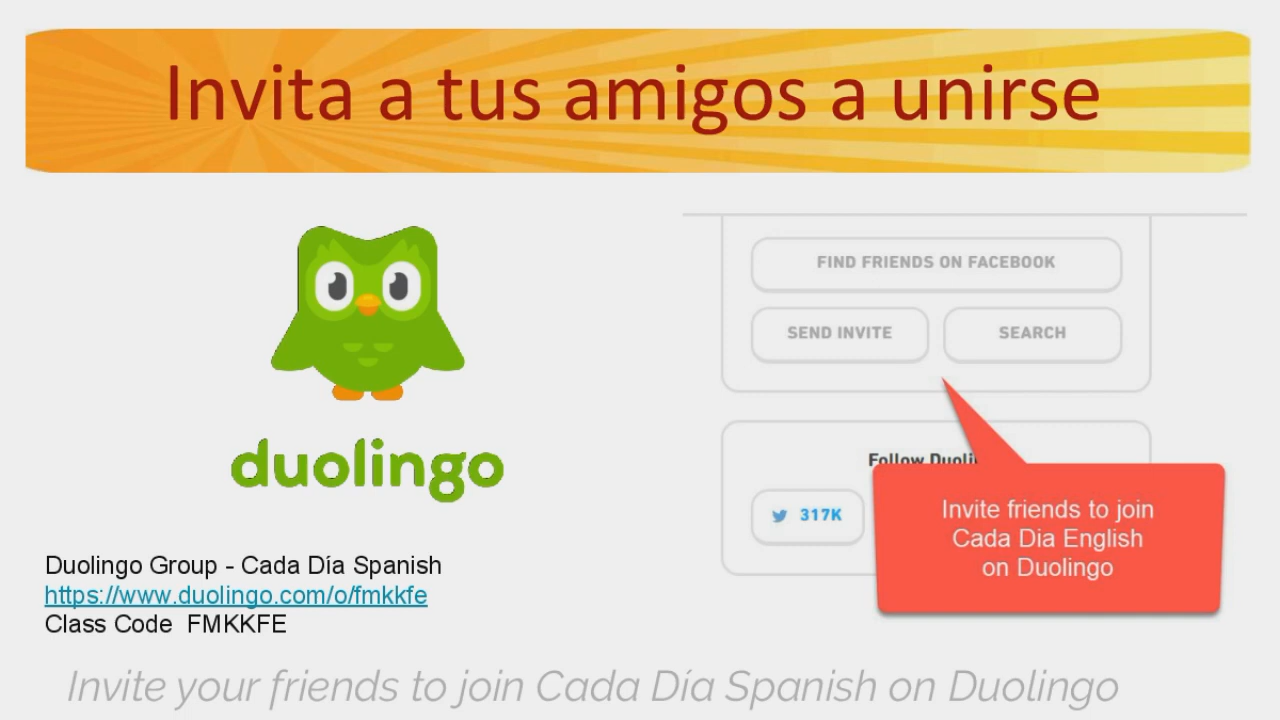 Invita a tus amigos a unirse
duolingo
Duolingo Group - Cada Día Spanish
https://www.duolingo.com/o/fmkkfe
Class Code FMKKFE
FIND FRIENDS ON FACEBOOK
SEND INVITE
SEARCH
Follow
317K
Invite friends to join
Cada Dia English
on Duolingo
Invite your friends to join Cada Día Spanish on Duolingo